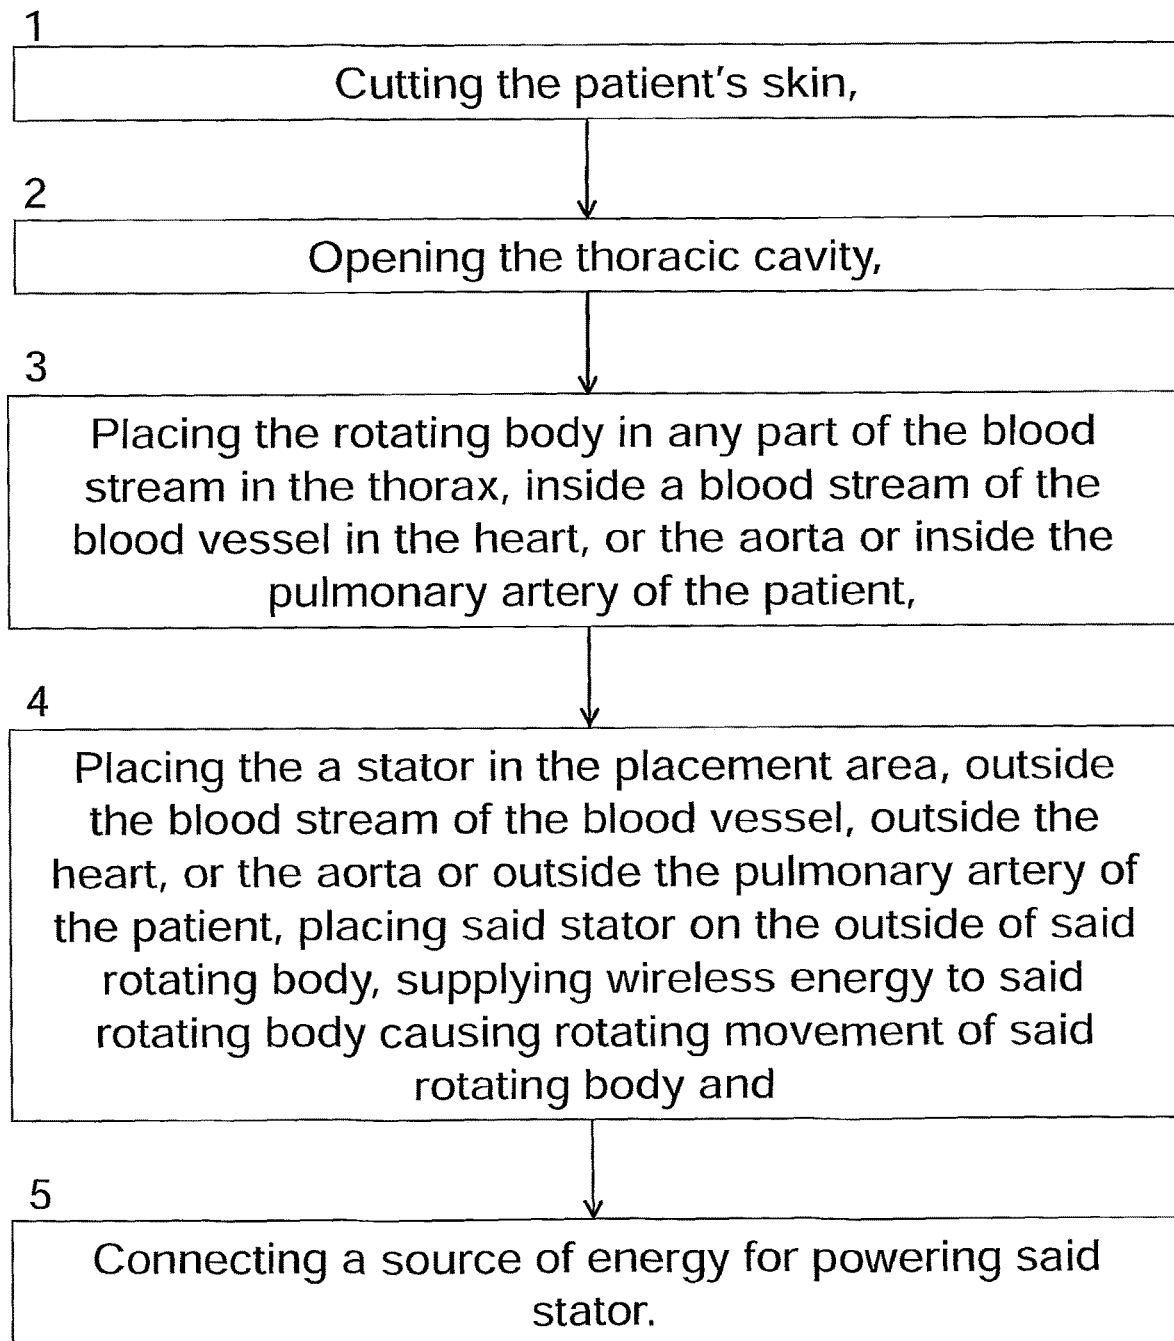 1
Cutting the patient's skin,
2
Opening the thoracic cavity,
3
Placing the rotating body in any part of the blood
stream in the thorax, inside a blood stream of the
blood vessel in the heart, or the aorta or inside the
pulmonary artery of the patient,
4
Placing the a stator in the placement area, outside
the blood stream of the blood vessel, outside the
heart, or the aorta or outside the pulmonary artery of
the patient, placing said stator on the outside of said
rotating body, supplying wireless energy to said
rotating body causing rotating movement of said
rotating body and
5
Connecting a source of energy for powering said
stator.